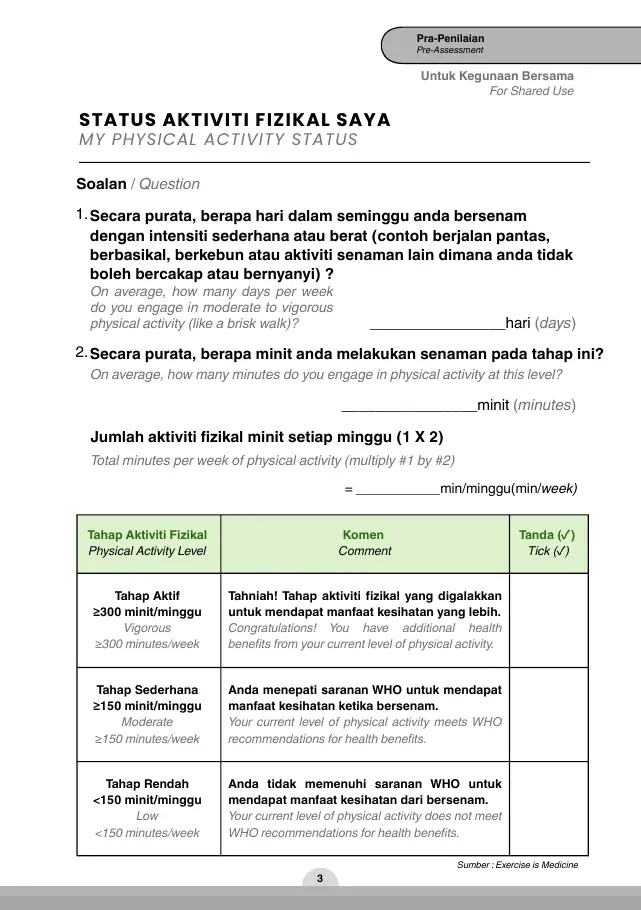 Pra-Penilaian
Pre-Assessment
Untuk Kegunaan Bersama
For Shared Use
STATUS AKTIVITI FIZIKAL SAYA
MY PHYSICAL ACTIVITY STATUS
Soalan / Question
1. Secara purata, berapa hari dalam seminggu anda bersenam
dengan intensiti sederhana atau berat (contoh berjalan pantas,
berbasikal, berkebun atau aktiviti senaman lain dimana anda tidak
boleh bercakap atau bernyanyi) ?
On average, how many days per week
do you engage in moderate to vigorous
physical activity (like a brisk walk)?
_________________hari (days)
2. Secara purata, berapa minit anda melakukan senaman pada tahap ini?
On average, how many minutes do you engage in physical activity at this level?
_________________minit (minutes)
Jumlah aktiviti fizikal minit setiap minggu (1 X 2)
Total minutes per week of physical activity (multiply #1 by #2)
= ___________min/minggu(min/week)
Tahap Aktiviti Fizikal
Physical Activity Level
Komen
Comment
Tanda (✓)
Tick (✓)
Tahap Aktif
≥300 minit/minggu
Vigorous
≥300 minutes/week
Tahniah! Tahap aktiviti fizikal yang digalakkan
untuk mendapat manfaat kesihatan yang lebih.
Congratulations! You have additional health
benefits from your current level of physical activity.
Tahap Sederhana
≥150 minit/minggu
Moderate
≥150 minutes/week
Anda menepati saranan WHO untuk mendapat
manfaat kesihatan ketika bersenam.
Your current level of physical activity meets WHO
recommendations for health benefits.
Tahap Rendah
<150 minit/minggu
Low
<150 minutes/week
Anda tidak memenuhi saranan WHO untuk
mendapat manfaat kesihatan dari bersenam.
Your current level of physical activity does not meet
WHO recommendations for health benefits.
Sumber : Exercise is Medicine
3